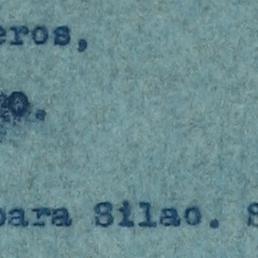 eros,
o.
para Silao. S